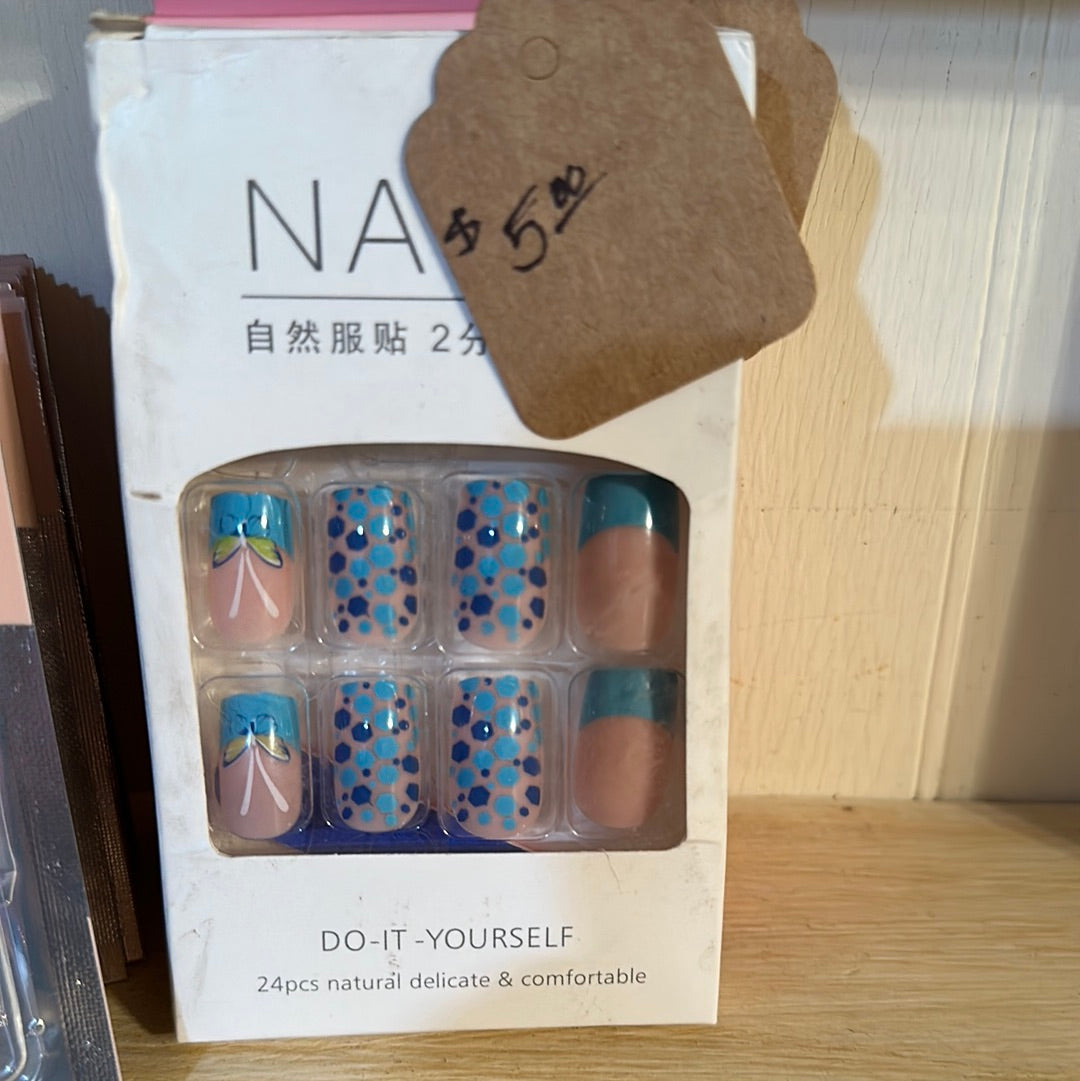 NA
$ 5.00
自然服贴 2分
DO-IT-YOURSELF
24pcs natural delicate & comfortable